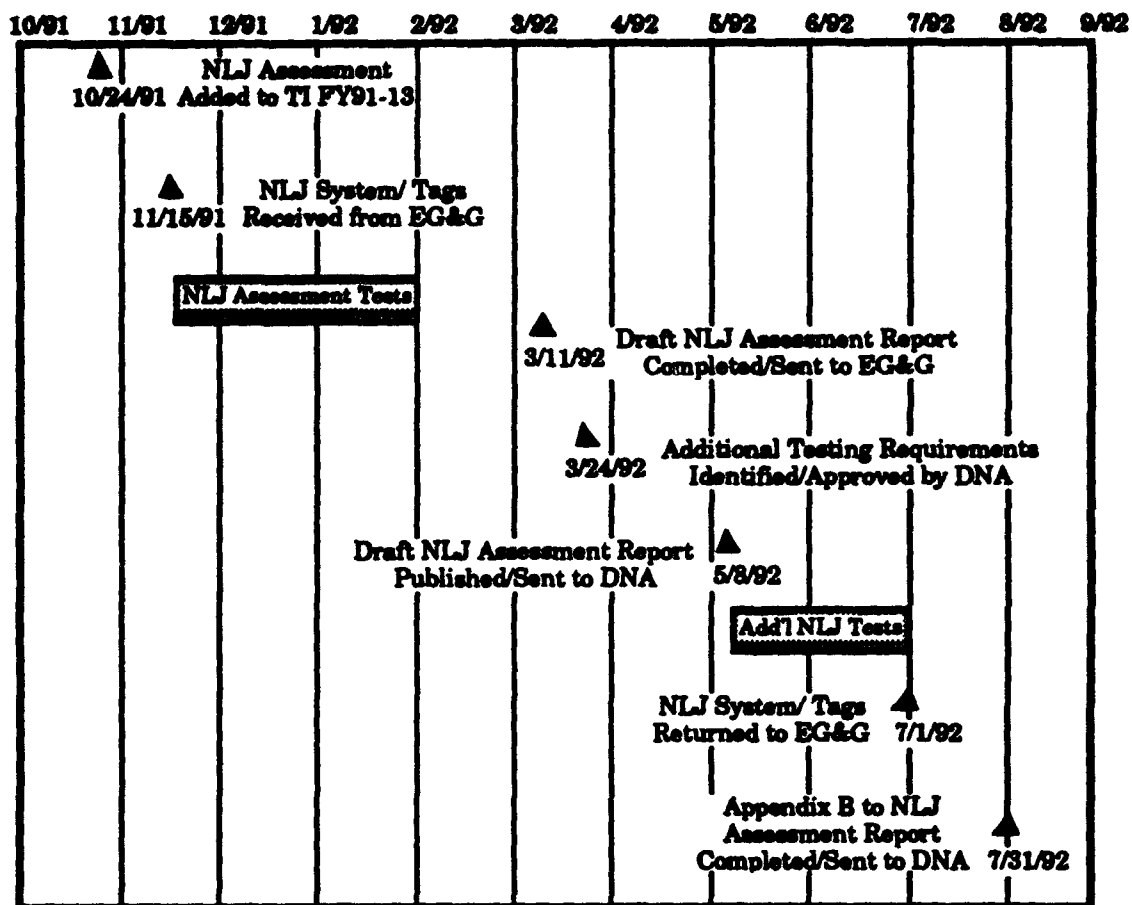 10/91 11/91 12/91 1/92 2/92 3/92 4/92 5/92 6/92 7/92 8/92 9/92
NLJ Assessment
10/24/91 Added to TI FY91-13
NLJ System/ Tags
11/15/91 Received from EG&G
NLJ Assessment Tests
Draft NLJ Assessment Report
3/11/92 Completed/Sent to EG&G
Additional Testing Requirements
3/24/92 Identified/Approved by DNA
Draft NLJ Assessment Report
Published/Sent to DNA 5/8/92
Add'l NLJ Tests
NLJ System/ Tags
Returned to EG&G 7/1/92
Appendix B to NLJ
Assessment Report
Completed/Sent to DNA 7/31/92